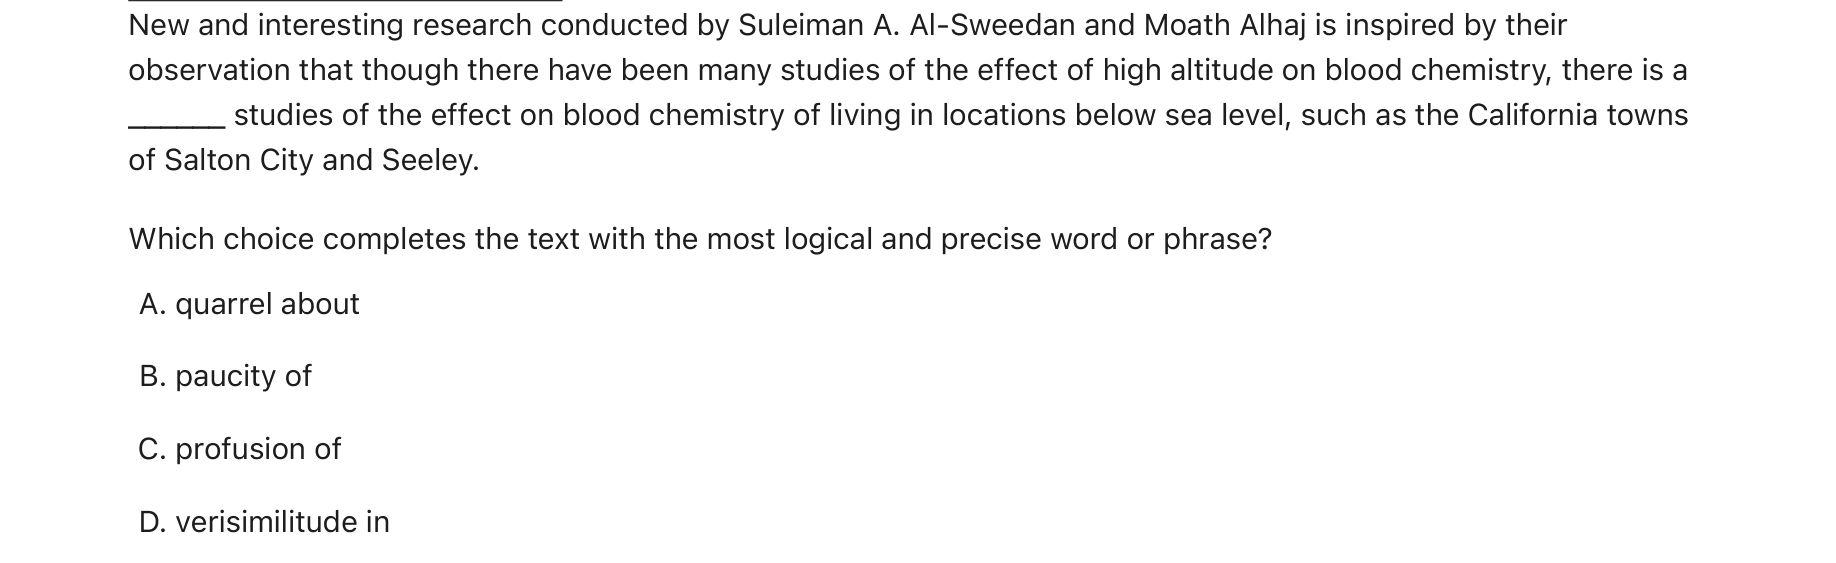 New and interesting research conducted by Suleiman A. Al-Sweedan and Moath Alhaj is inspired by their
observation that though there have been many studies of the effect of high altitude on blood chemistry, there is a
______ studies of the effect on blood chemistry of living in locations below sea level, such as the California towns
of Salton City and Seeley.
Which choice completes the text with the most logical and precise word or phrase?
A. quarrel about
B. paucity of
C. profusion of
D. verisimilitude in